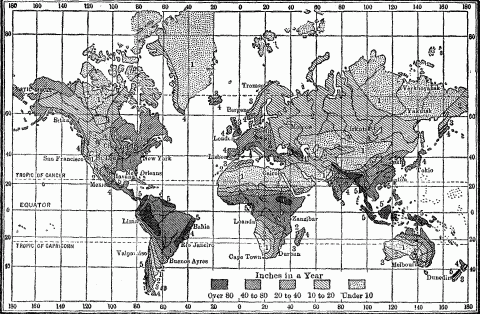 160 140 120 100 80 60 40 20 0 20 40 60 80 100 120 140 160 180
80 80
60
40 40
20
0 0
20
40
Tromsoe
Bergen
Verkhoyansk
Yakutsk
Irkutsk
Sitka
London
Lisbon
San Francisco
New York
New Orleans
Cairo
Tokio
TROPIC OF CANCER
Mexico
EQUATOR
Lima
Bahia
Loanda
Zanzibar
TROPIC OF CAPRICORN
Rio Janeiro
Valparaiso
Buenos Ayres
Cape Town
Durban
Melbourne
Dunedin
Inches in a Year
Over 80 40 to 80 20 to 40 10 to 20 Under 10
180 160 140 120 100 80 60 40 20 0 20 40 60 80 100 120 140 160 180